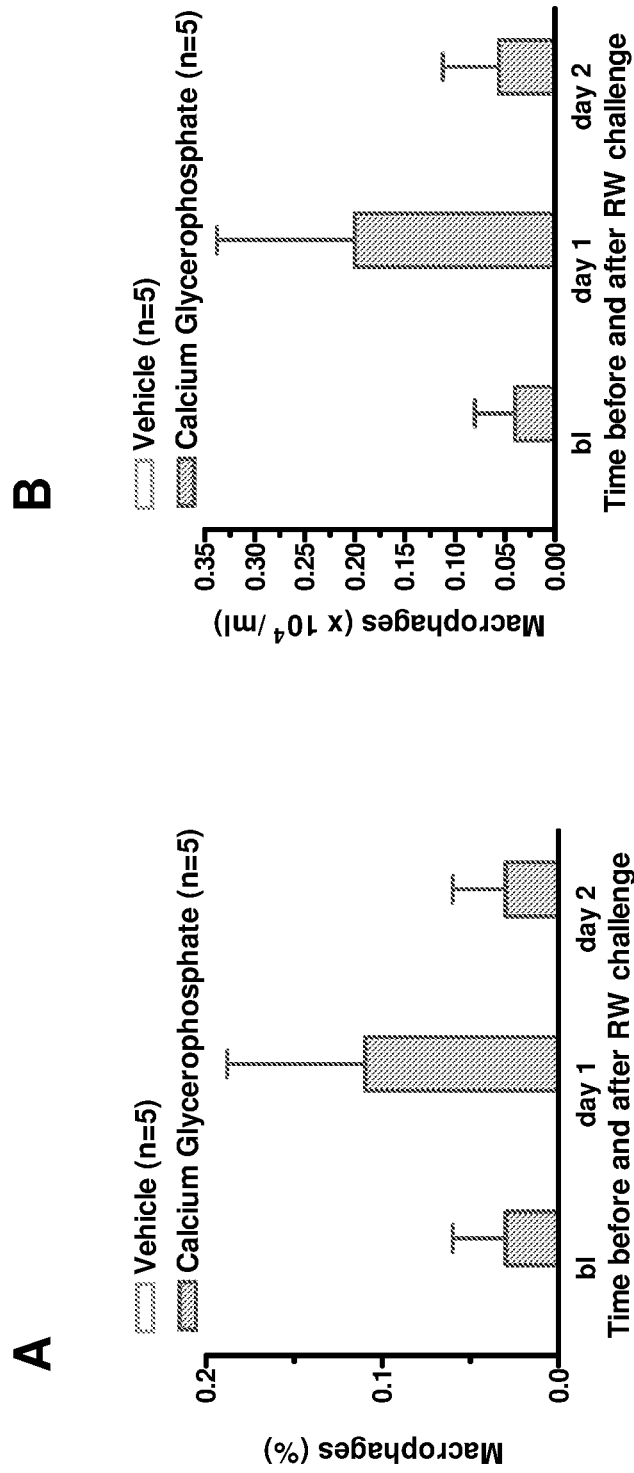 A
Vehicle (n=5)
Calcium Glycerophosphate (n=5)
Macrophages (%)
0.2
0.1
0.0
bl day 1 day 2
Time before and after RW challenge
B
Vehicle (n=5)
Calcium Glycerophosphate (n=5)
Macrophages (x 10⁴/ml)
0.35
0.30
0.25
0.20
0.15
0.10
0.05
0.00
bl day 1 day 2
Time before and after RW challenge